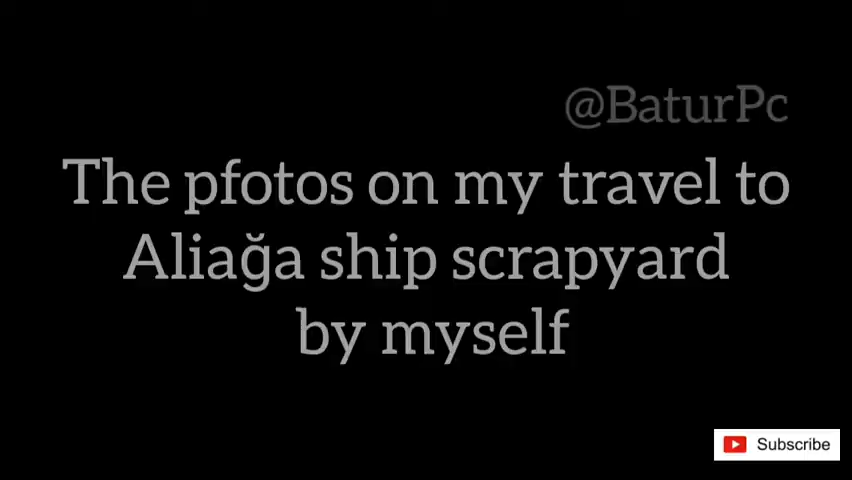 @BaturPc
The pfotos on my travel to
Aliağa ship scrapyard
by myself
Subscribe